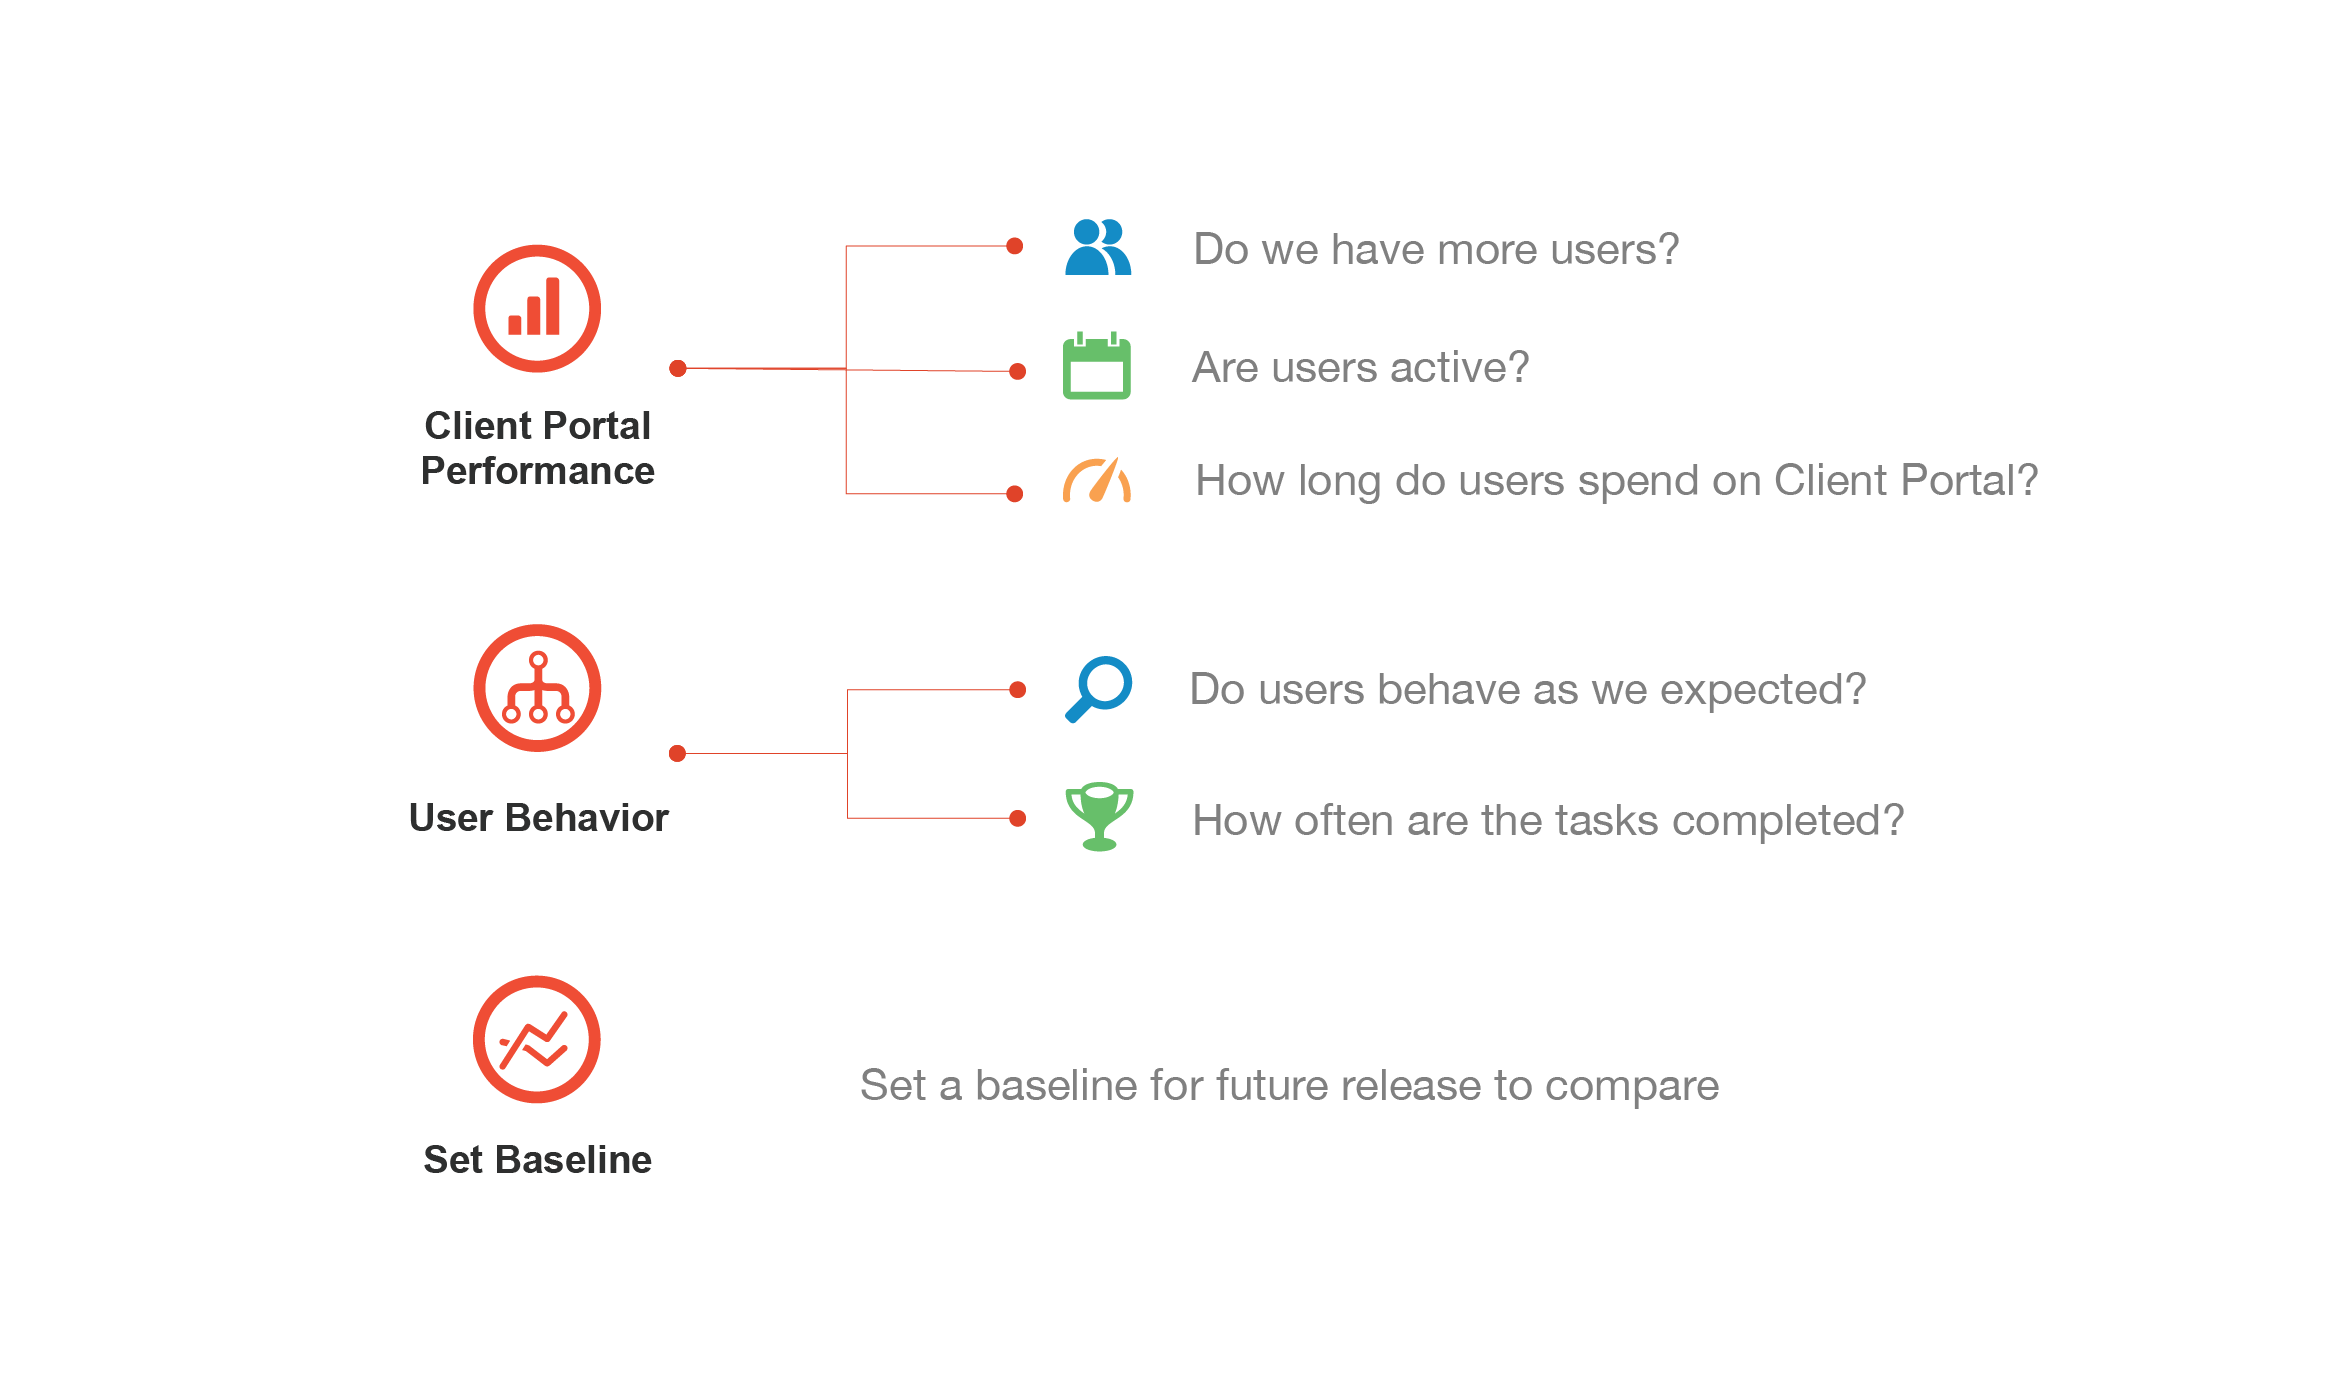 Do we have more users?
Are users active?
Client Portal
Performance
How long do users spend on Client Portal?
Do users behave as we expected?
User Behavior
How often are the tasks completed?
Set a baseline for future release to compare
Set Baseline